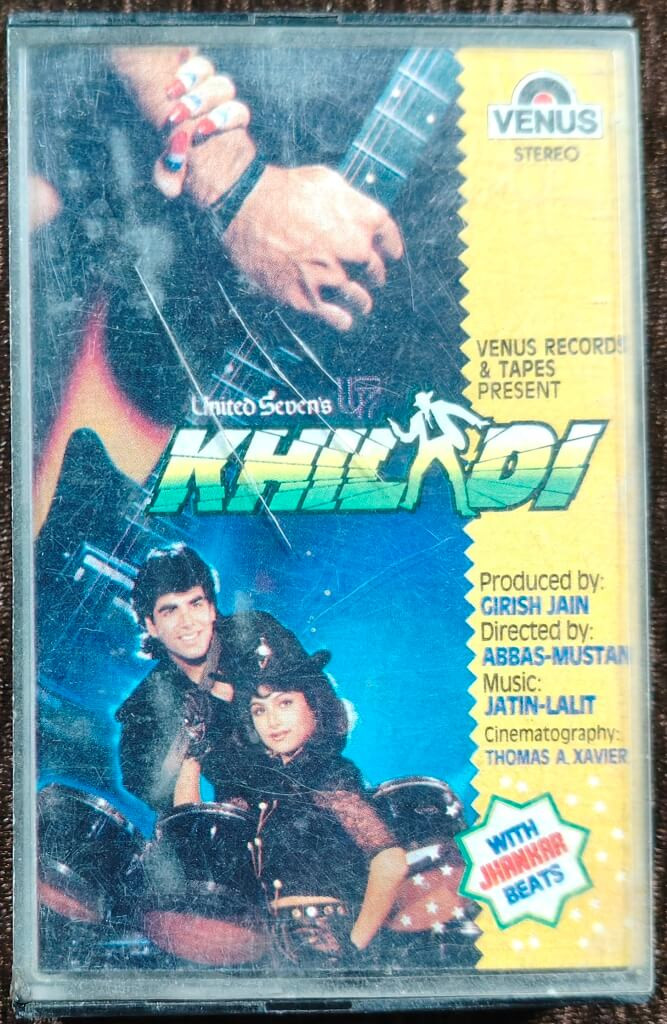 VENUS
STEREO
VENUS RECORDS
& TAPES
PRESENT
United Seven's U7
KHILADI
Produced by:
GIRISH JAIN
Directed by:
ABBAS-MUSTAN
Music:
JATIN-LALIT
Cinematography:
THOMAS A. XAVIER
WITH
JHANKAR
BEATS